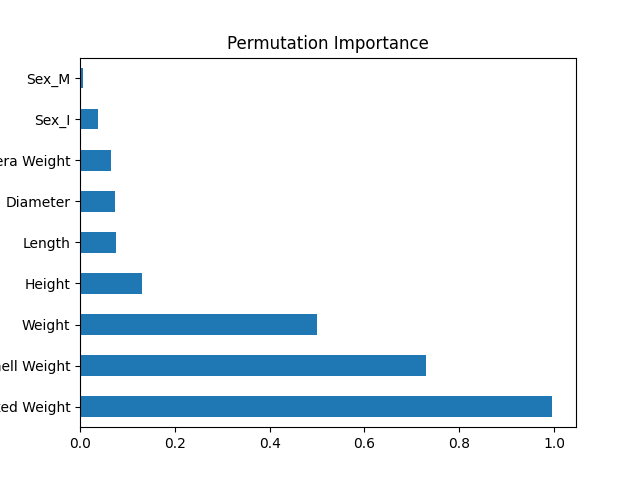 Permutation Importance
Sex_M
Sex_I
era Weight
Diameter
Length
Height
Weight
ell Weight
ed Weight
0.0 0.2 0.4 0.6 0.8 1.0